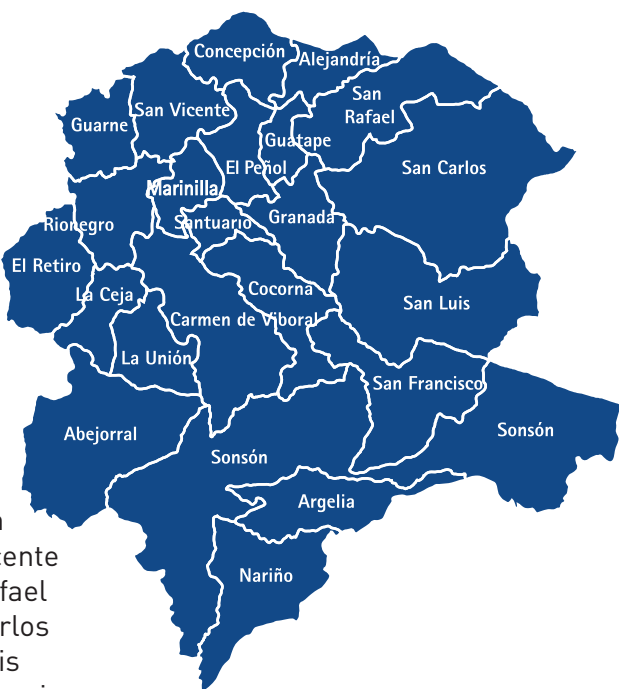 Concepción
Alejandría
San
Rafael
Guarne
San Vicente
Guatape
El Peñol
San Carlos
Marinilla
Santuario
Granada
Rionegro
El Retiro
La Ceja
Cocorna
San Luis
Carmen de Viboral
La Unión
San Francisco
Abejorral
Sonsón
Sonsón
Argelia
Nariño
cente
fael
rlos
is